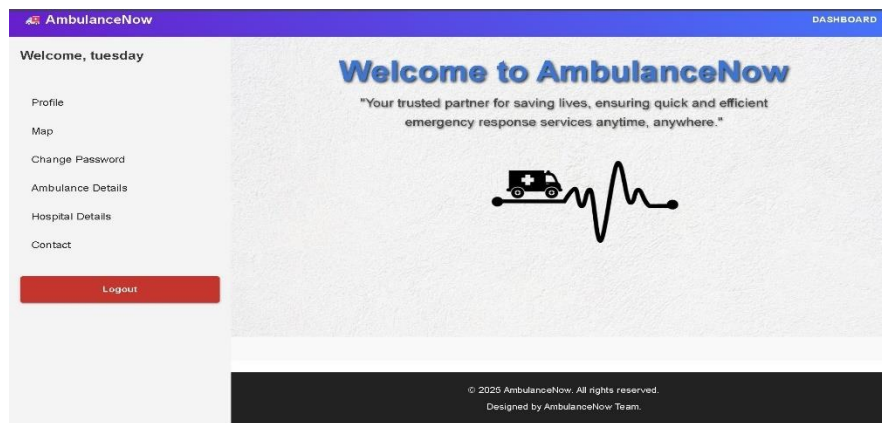 AmbulanceNow
DASHBOARD
Welcome, tuesday
Profile
Map
Change Password
Ambulance Details
Hospital Details
Contact
Logout
Welcome to AmbulanceNow
"Your trusted partner for saving lives, ensuring quick and efficient
emergency response services anytime, anywhere."
© 2025 AmbulanceNow. All rights reserved.
Designed by AmbulanceNow Team.